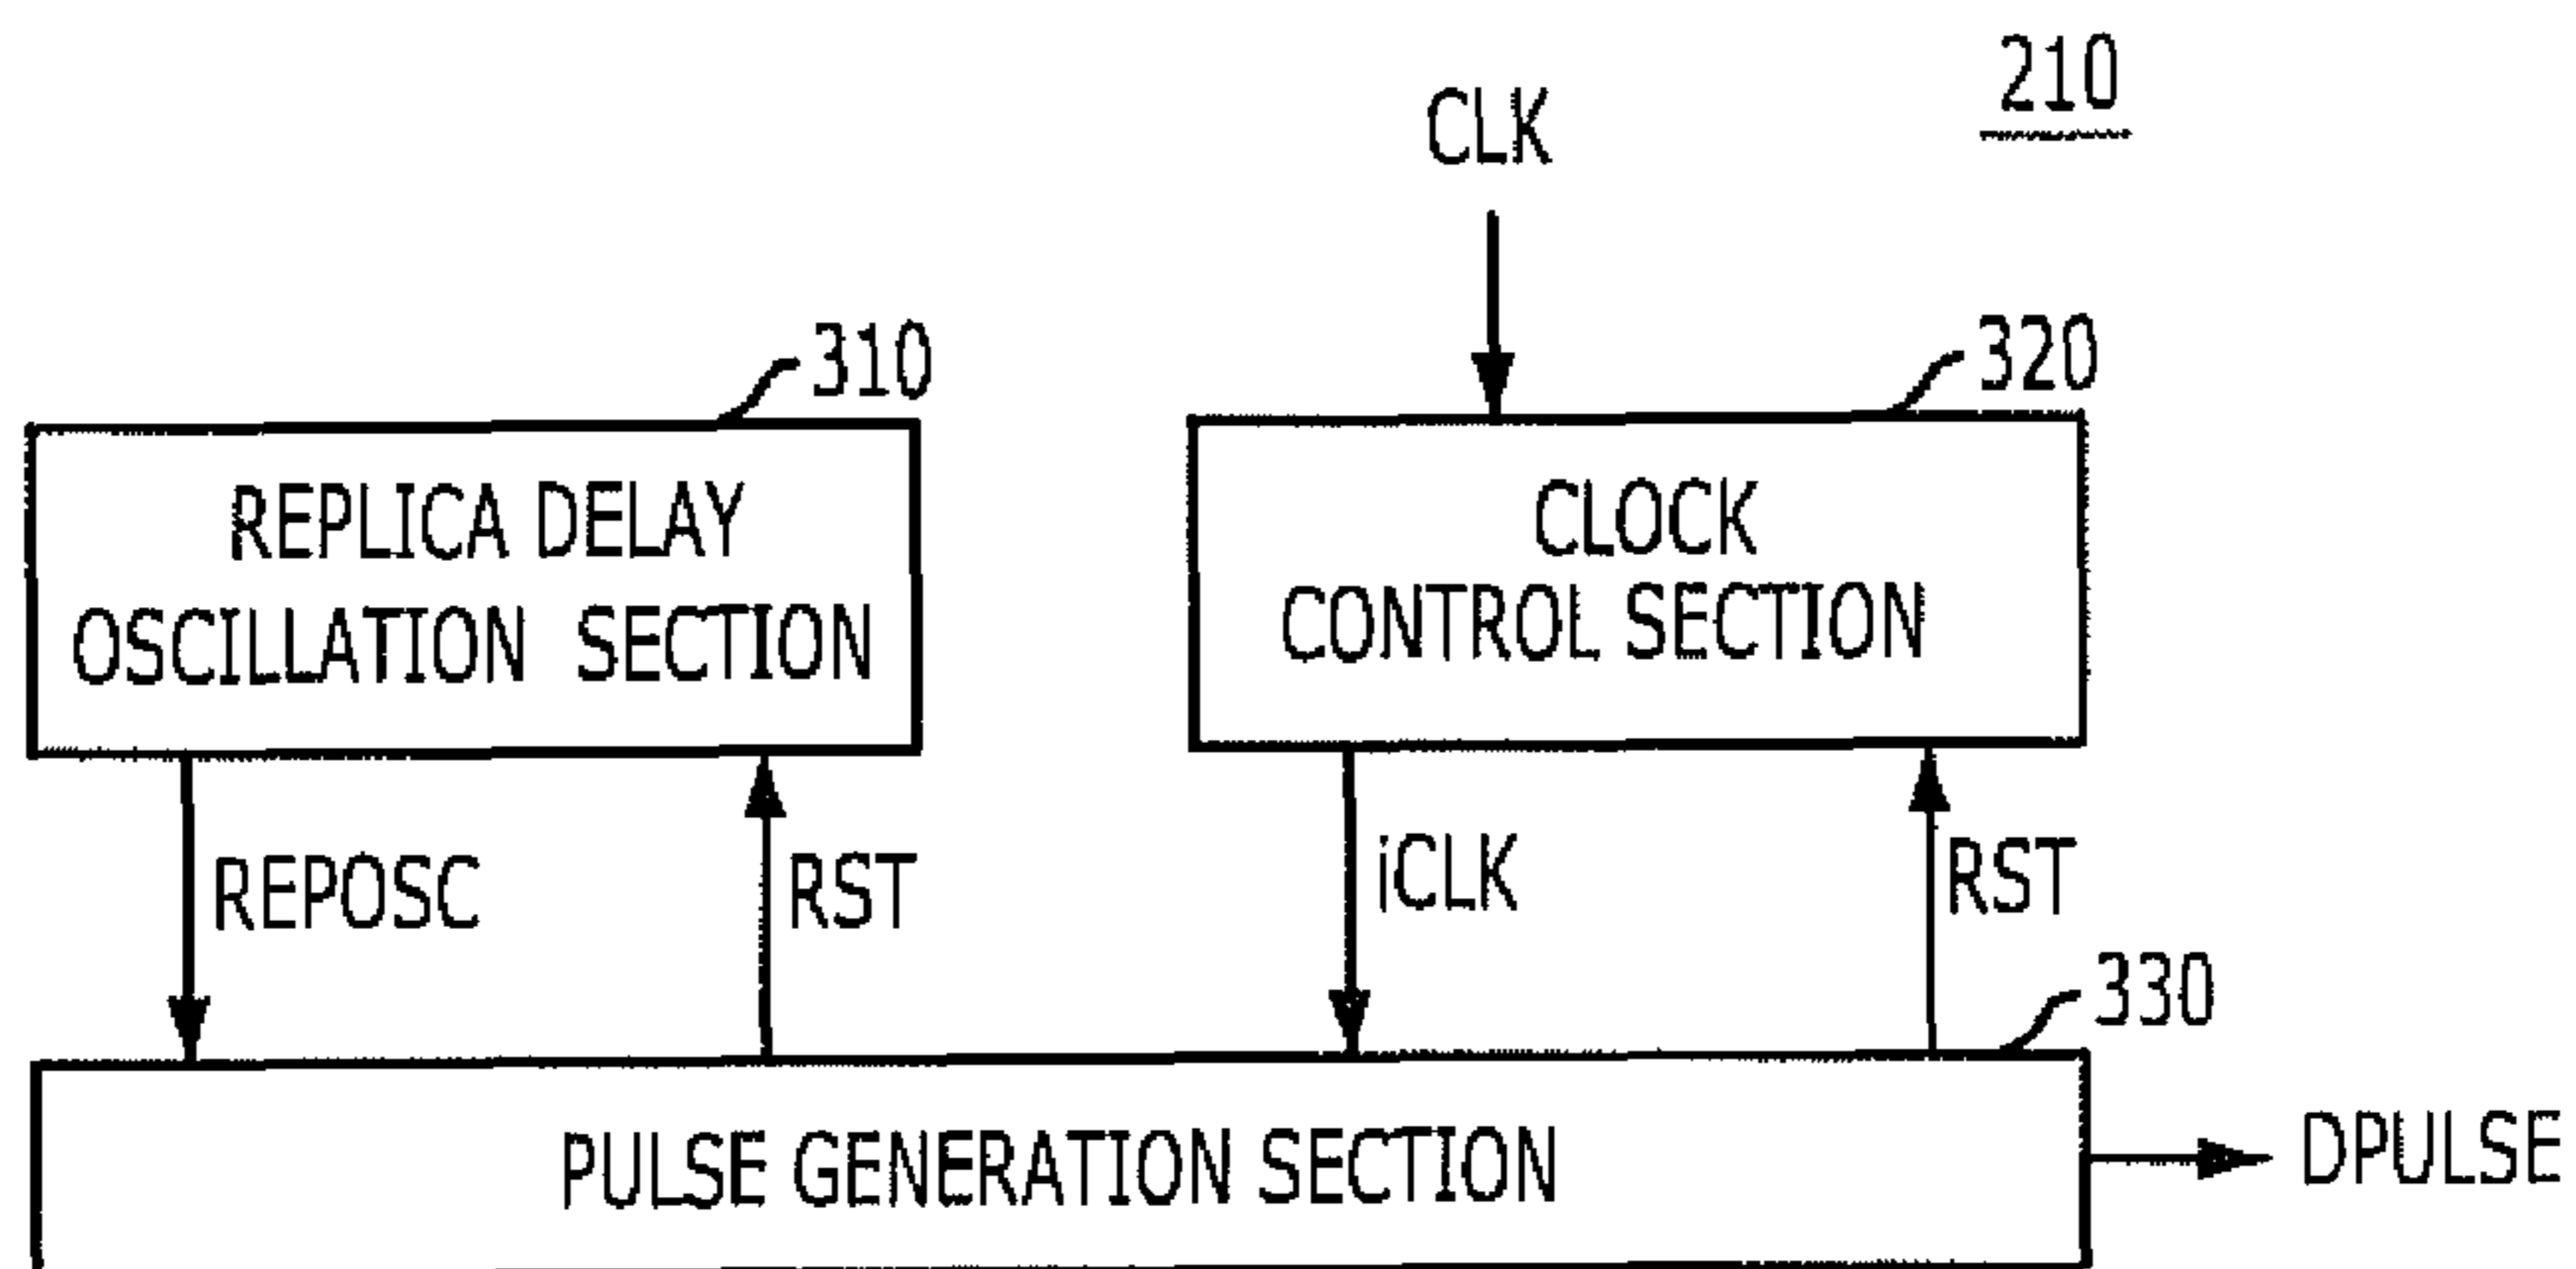 210
CLK
310
320
REPLICA DELAY
OSCILLATION SECTION
CLOCK
CONTROL SECTION
REPOSC
RST
iCLK
RST
330
PULSE GENERATION SECTION
DPULSE